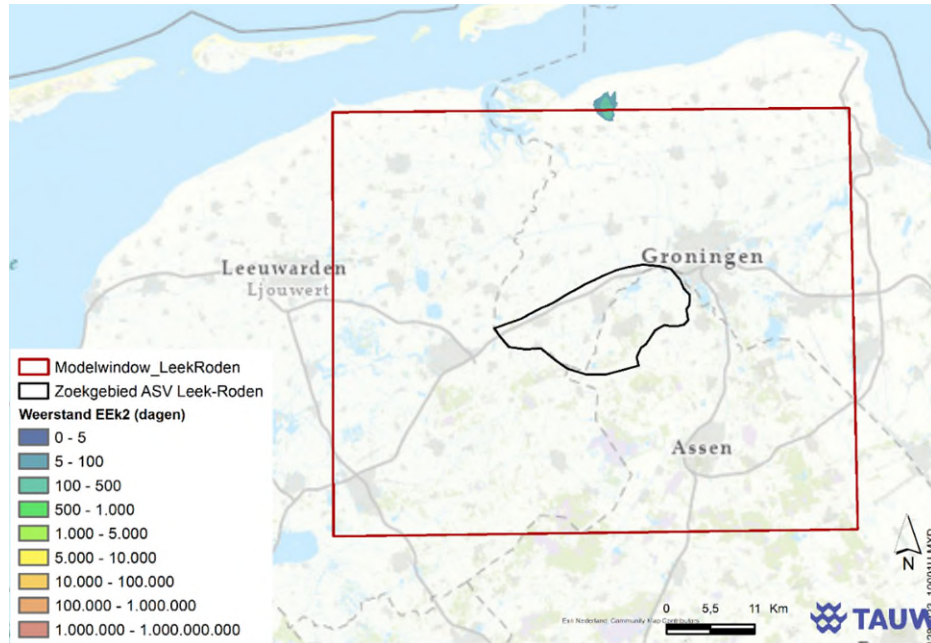 Groningen
Leeuwarden
Ljouwert
Assen
Modelwindow_LeekRoden
Zoekgebied ASV Leek-Roden
Weerstand EEk2 (dagen)
0 - 5
5 - 100
100 - 500
500 - 1.000
1.000 - 5.000
5.000 - 10.000
10.000 - 100.000
100.000 - 1.000.000
1.000.000 - 1.000.000.000
N
0 5,5 11 Km
Esri Nederland, Community Map Contributors
TAUW